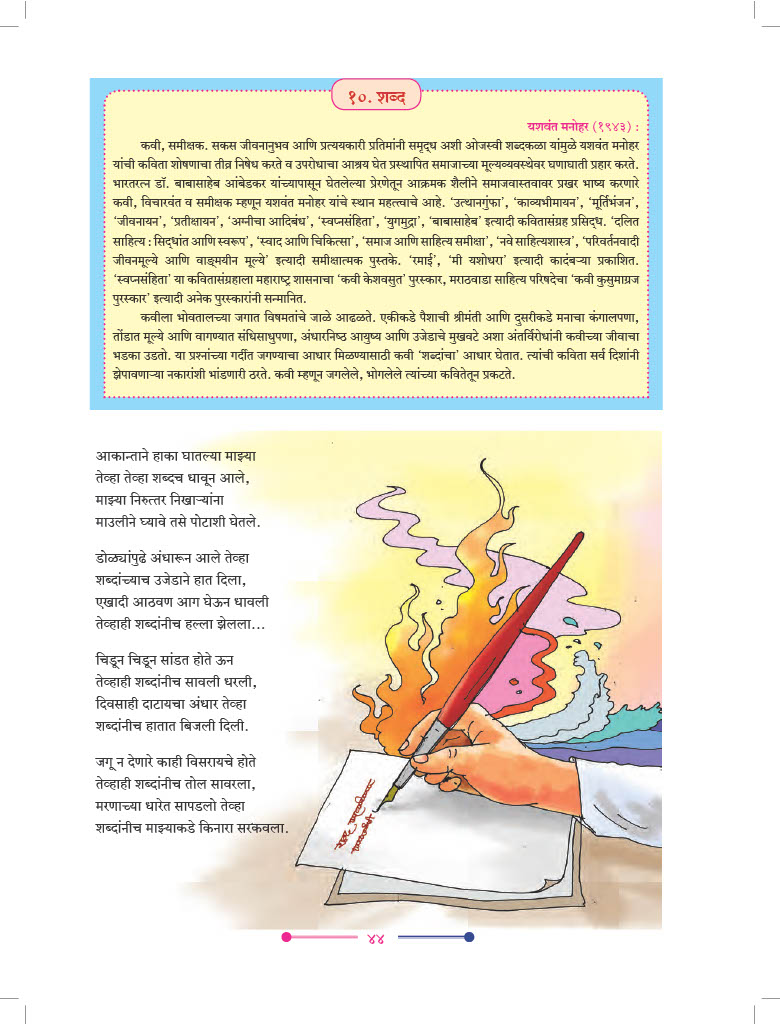 १०. शब्द
यशवंत मनोहर (१९४३) :
कवी, समीक्षक. सकस जीवनानुभव आणि प्रत्ययकारी प्रतिमांनी समृद्ध अशी ओजस्वी शब्दकळा यांमुळे यशवंत मनोहर
यांची कविता शोषणाचा तीव्र निषेध करते व उपरोधाचा आश्रय घेत प्रस्थापित समाजाच्या मूल्यव्यवस्थेवर घणाघाती प्रहार करते.
भारतरत्न डॉ. बाबासाहेब आंबेडकर यांच्यापासून घेतलेल्या प्रेरणेतून आक्रमक शैलीने समाजवास्तवावर प्रखर भाष्य करणारे
कवी, विचारवंत व समीक्षक म्हणून यशवंत मनोहर यांचे स्थान महत्त्वाचे आहे. ‘उत्थानगुंफा’, ‘काव्यभीमायन’, ‘मूर्तिभंजन’,
‘जीवनायन’, ‘प्रतीक्षायन’, ‘अग्नीचा आदिबंध’, ‘स्वप्नसंहिता’, ‘युगमुद्रा’, ‘बाबासाहेब’ इत्यादी कवितासंग्रह प्रसिद्ध. ‘दलित
साहित्य : सिद्धांत आणि स्वरूप’, ‘स्वाद आणि चिकित्सा’, ‘समाज आणि साहित्य समीक्षा’, ‘नवे साहित्यशास्त्र’, ‘परिवर्तनवादी
जीवनमूल्ये आणि वाङ्‌मयीन मूल्ये’ इत्यादी समीक्षात्मक पुस्तके. ‘रमाई’, ‘मी यशोधरा’ इत्यादी कादंबऱ्या प्रकाशित.
‘स्वप्नसंहिता’ या कवितासंग्रहाला महाराष्ट्र शासनाचा ‘कवी केशवसुत’ पुरस्कार, मराठवाडा साहित्य परिषदेचा ‘कवी कुसुमाग्रज
पुरस्कार’ इत्यादी अनेक पुरस्कारांनी सन्मानित.
कवीला भोवतालच्या जगात विषमतांचे जाळे आढळते. एकीकडे पैशाची श्रीमंती आणि दुसरीकडे मनाचा कंगालपणा,
तोंडात मूल्ये आणि वागण्यात संधिसाधुपणा, अंधारनिष्ठ आयुष्य आणि उजेडाचे मुखवटे अशा अंतर्विरोधांनी कवीच्या जीवाचा
भडका उडतो. या प्रश्नांच्या गर्दीत जगण्याचा आधार मिळण्यासाठी कवी ‘शब्दांचा’ आधार घेतात. त्यांची कविता सर्व दिशांनी
झेपावणाऱ्या नकारांशी भांडणारी ठरते. कवी म्हणून जगलेले, भोगलेले त्यांच्या कवितेतून प्रकटते.
आकान्ताने हाका घातल्या माझ्या
तेव्हा तेव्हा शब्दच धावून आले,
माझ्या निरुत्तर निखाऱ्यांना
माउलीने घ्यावे तसे पोटाशी घेतले.
डोळ्यांपुढे अंधारून आले तेव्हा
शब्दांच्याच उजेडाने हात दिला,
एखादी आठवण आग घेऊन धावली
तेव्हाही शब्दांनीच हल्ला झेलला...
चिडून चिडून सांडत होते ऊन
तेव्हाही शब्दांनीच सावली धरली,
दिवसाही दाटायचा अंधार तेव्हा
शब्दांनीच हातात बिजली दिली.
जगू न देणारे काही विसरायचे होते
तेव्हाही शब्दांनीच तोल सावरला,
मरणाच्या धारेत सापडलो तेव्हा
शब्दांनीच माझ्याकडे किनारा सरकवला.
४४